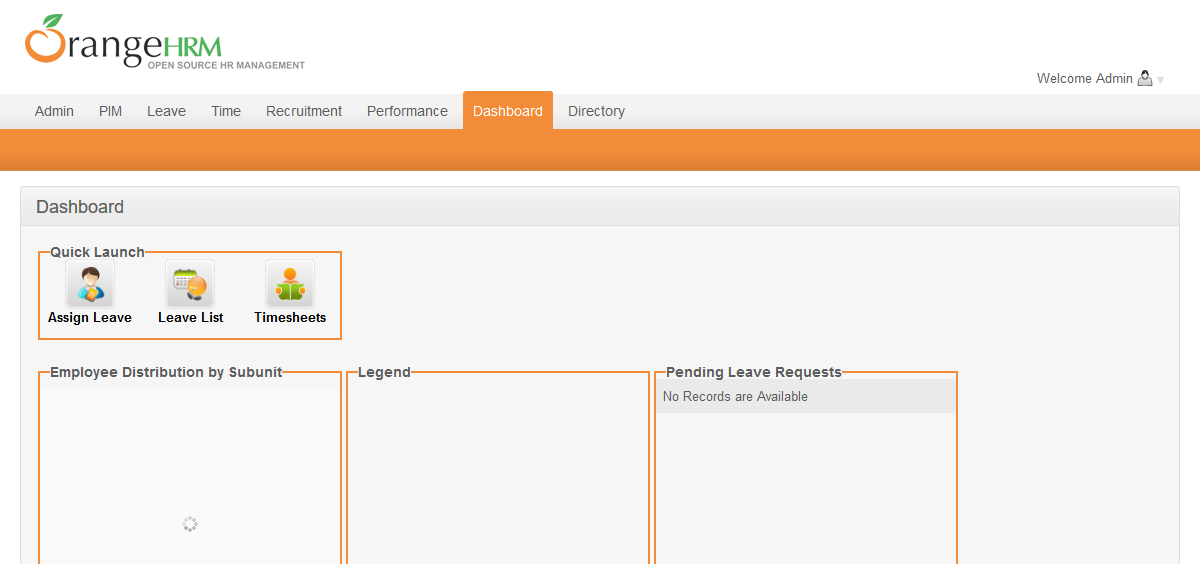 OrangeHRM
OPEN SOURCE HR MANAGEMENT
Welcome Admin
Admin PIM Leave Time Recruitment Performance Dashboard Directory
Dashboard
Quick Launch
Assign Leave Leave List Timesheets
Employee Distribution by Subunit Legend Pending Leave Requests
No Records are Available